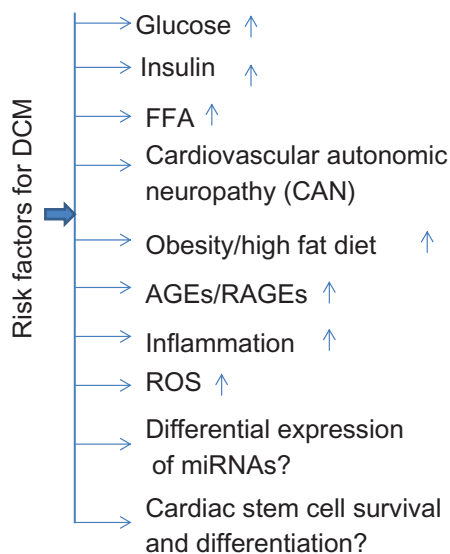 Risk factors for DCM
Glucose ↑
Insulin ↑
FFA ↑
Cardiovascular autonomic
neuropathy (CAN)
Obesity/high fat diet ↑
AGEs/RAGEs ↑
Inflammation ↑
ROS ↑
Differential expression
of miRNAs?
Cardiac stem cell survival
and differentiation?